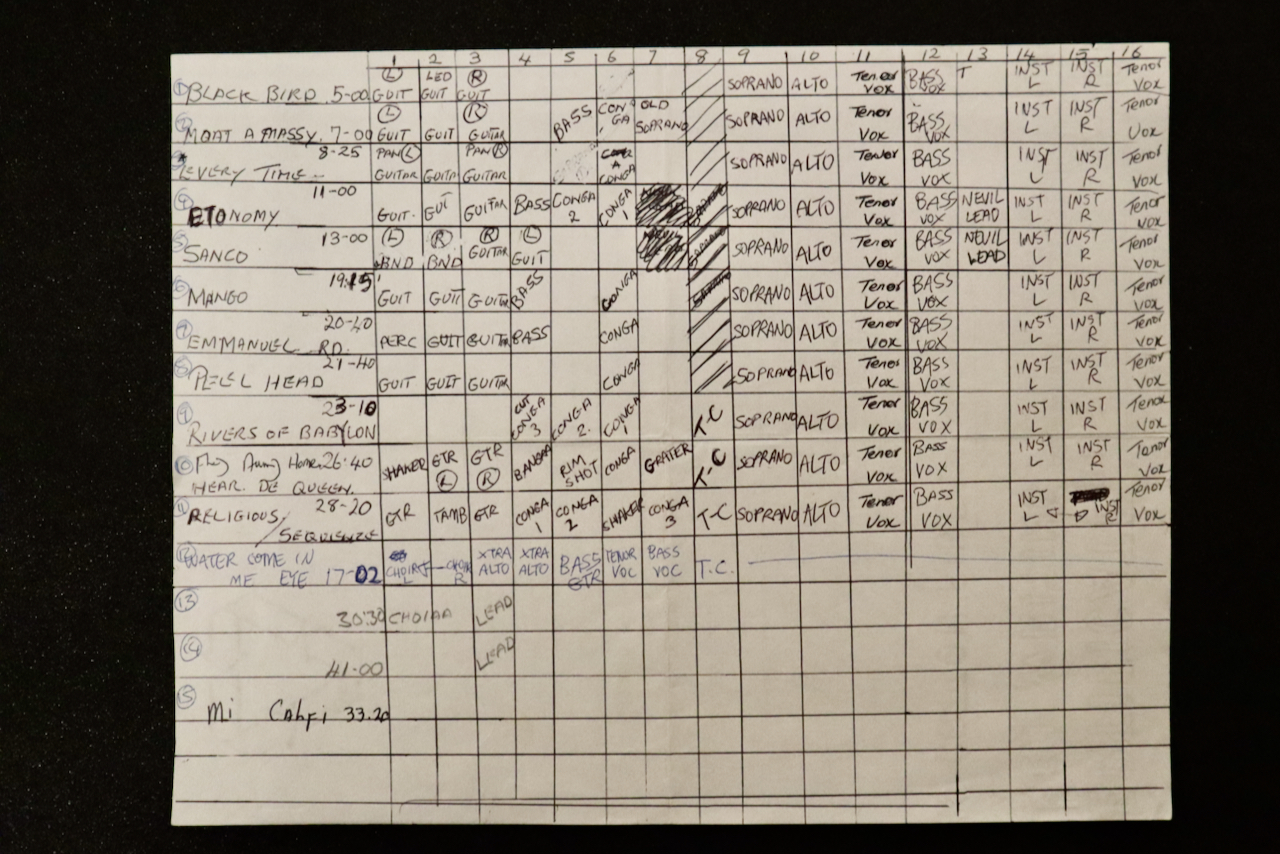 1 2 3 4 5 6 7 8 9 10 11 12 13 14 15 16
① BLACK BIRD 5-00 Ⓛ GUIT LED GUIT Ⓡ GUIT SOPRANO ALTO Tenor Vox BASS VOX T INST L INST R Tenor Vox
MOAT A MASSY. 7-00 Ⓛ GUIT GUIT Ⓡ GUITAR BASS CONGA OLD SOPRANO SOPRANO ALTO Tenor Vox BASS VOX INST L INST R Tenor Vox
EVERY TIME 8-25 PAN Ⓛ GUITAR GUITA PAN Ⓡ GUITAR CONGA SOPRANO ALTO Tenor Vox BASS VOX INST L INST R Tenor Vox
④ ETONOMY 11-00 GUIT. GUT GUITAR BASS CONGA 2 CONGA 1 SOPRANO ALTO Tenor Vox BASS VOX NEVIL LEAD INST L INST R Tenor Vox
⑤ SANCO 13-00 Ⓛ BND Ⓡ BND Ⓡ GUITAR Ⓛ GUIT SOPRANO ALTO Tenor Vox BASS VOX NEVIL LEAD INST L INST R Tenor Vox
⑥ MANGO 19-15 GUIT GUIT GUITAR BASS CONGA SOPRANO ALTO Tenor Vox BASS VOX INST L INST R Tenor Vox
⑦ EMMANUEL RD. 20-40 PERC GUIT GUITAR BASS CONGA SOPRANO ALTO Tenor Vox BASS VOX INST L INST R Tenor Vox
⑧ PEEL HEAD 21-40 GUIT GUIT GUITAR CONGA SOPRANO ALTO Tenor Vox BASS VOX INST L INST R Tenor Vox
⑨ RIVERS OF BABYLON 23-10 CUT CONGA 3 CONGA 2. CONGA 1 T-C SOPRANO ALTO Tenor Vox BASS VOX INST L INST R Tenor Vox
⑩ Fly Away Home 26-40 HEAR. DE QUEEN. SHAKER GTR Ⓛ GTR Ⓡ RIM SHOT CONGA GRATER T-C SOPRANO ALTO Tenor Vox BASS VOX INST L INST R Tenor Vox
⑪ RELIGIOUS/ 28-20 GTR TAMB GTR CONGA 1 CONGA 2 SHAKER CONGA 3 T-C SOPRANO ALTO Tenor Vox BASS VOX INST L INST R Tenor Vox
⑫ WATER COME IN ME EYE 17-02 CHOIR L CHOIR R XTRA ALTO XTRA ALTO BASS GTR TENOR VOC BASS VOC T.C.
⑬ 30:30 LEAD
⑭ 41-00 LEAD
⑮ Mi 33.20